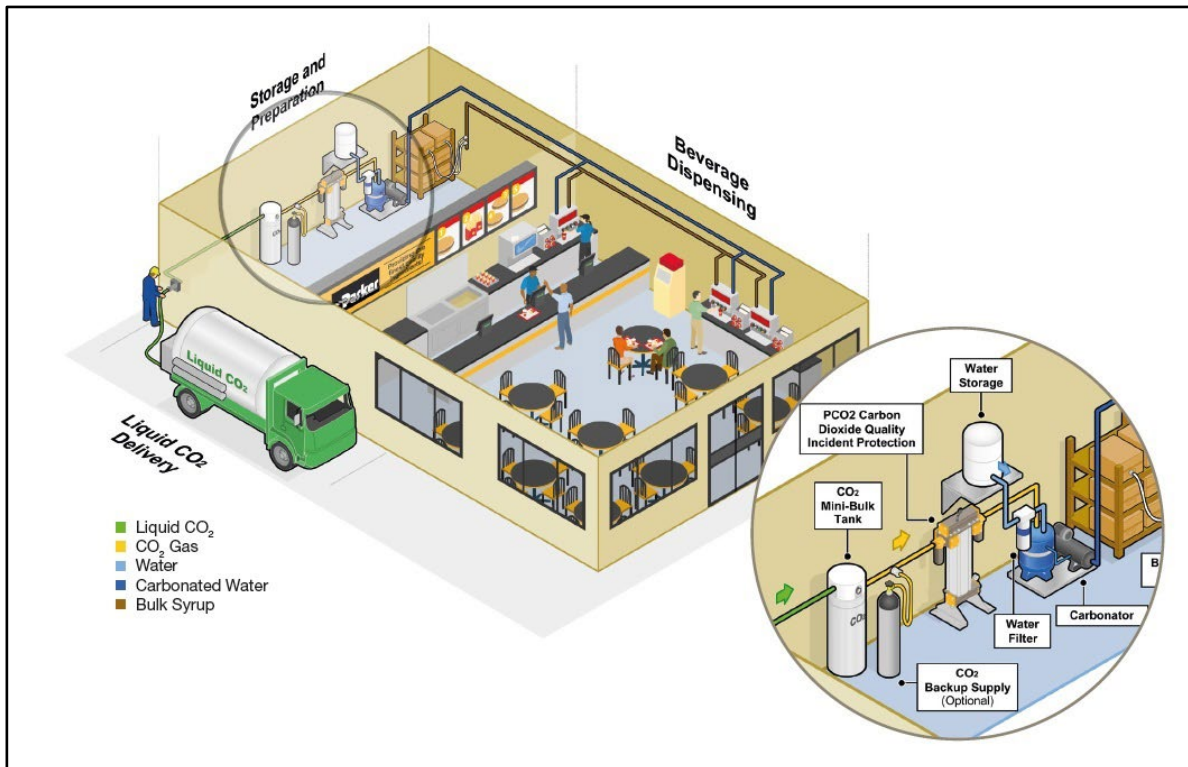 Storage and
Preparation
Beverage
Dispensing
Parker
Liquid CO₂
Liquid CO₂
Delivery
Liquid CO₂
CO₂ Gas
Water
Carbonated Water
Bulk Syrup
Water
Storage
PCO2 Carbon
Dioxide Quality
Incident Protection
CO₂
Mini-Bulk
Tank
CO₂
B
Carbonator
Water
Filter
CO₂
Backup Supply
(Optional)